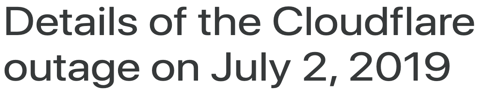 Details of the Cloudflare
outage on July 2, 2019